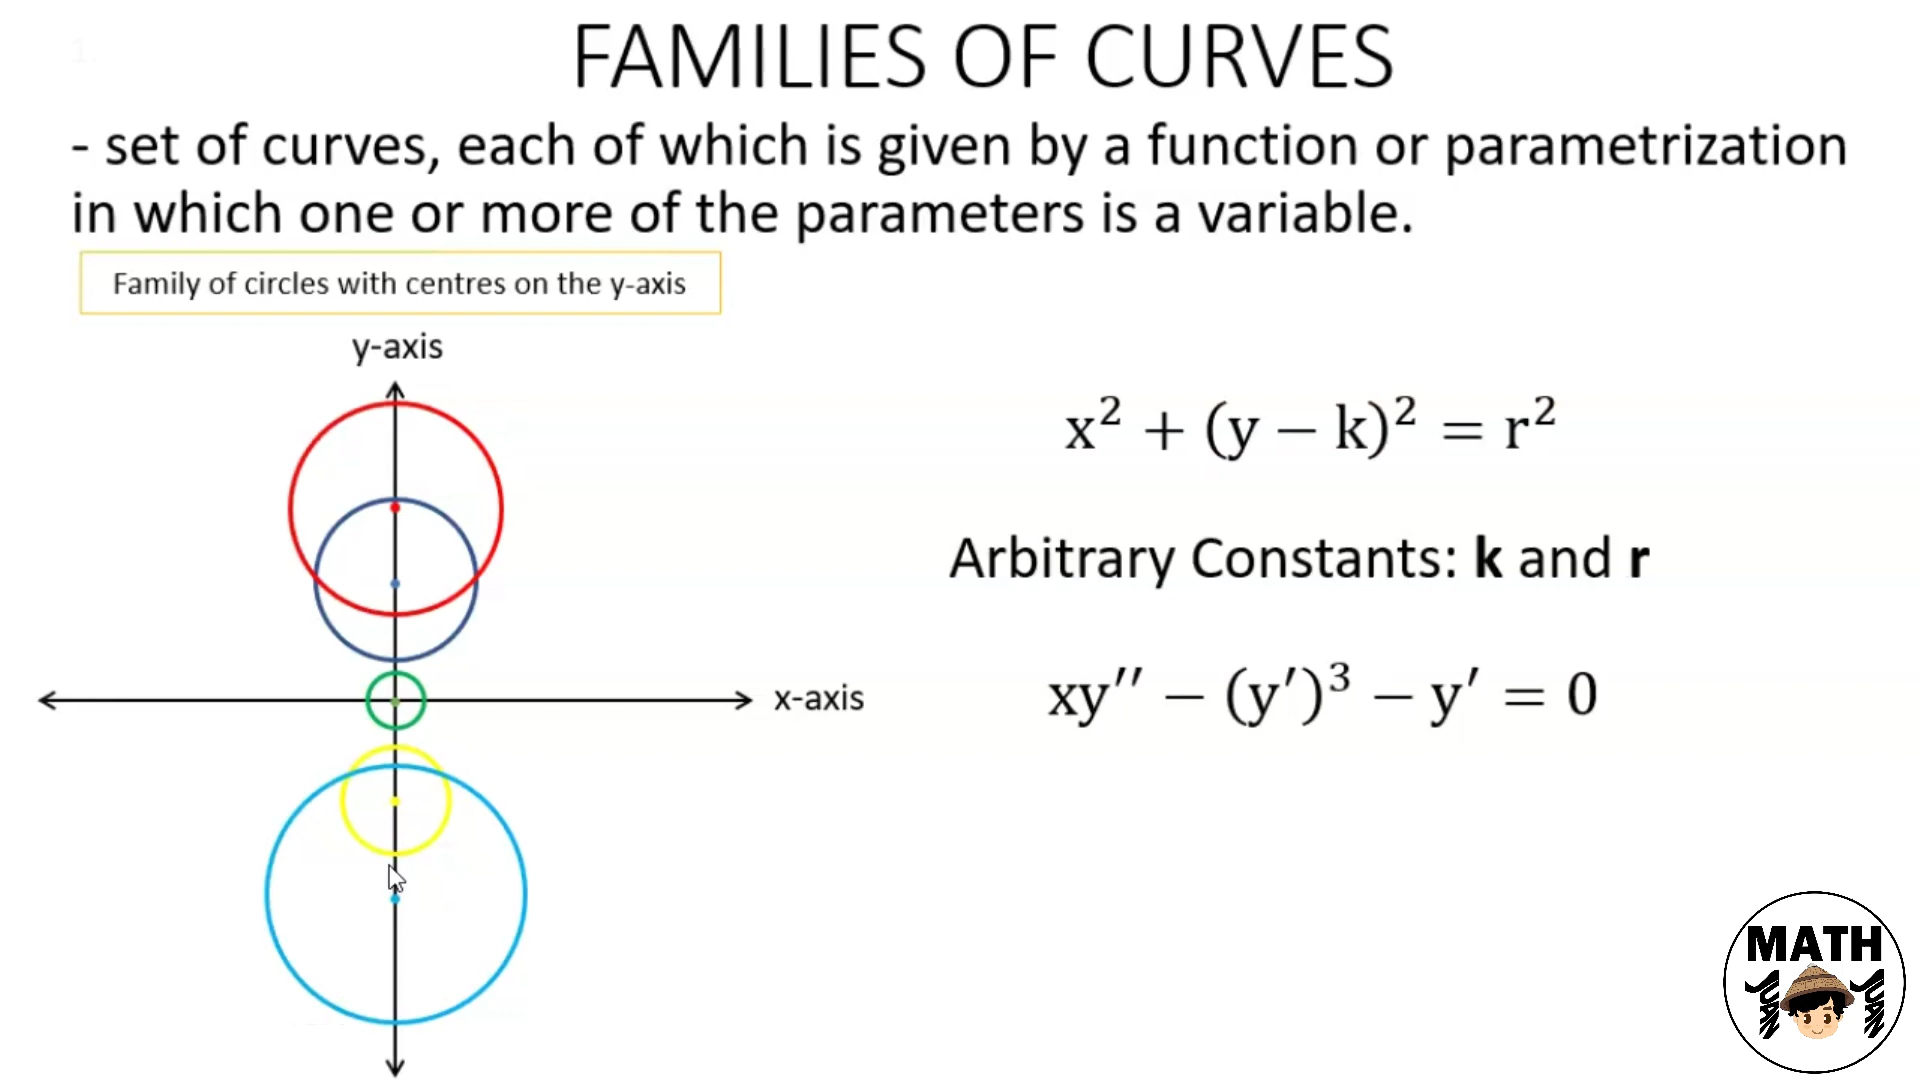 FAMILIES OF CURVES
- set of curves, each of which is given by a function or parametrization
in which one or more of the parameters is a variable.
Family of circles with centres on the y-axis
y-axis
x² + (y − k)² = r²
Arbitrary Constants: k and r
x-axis
xy′′ − (y′)³ − y′ = 0
MATH
JUAN JUAN